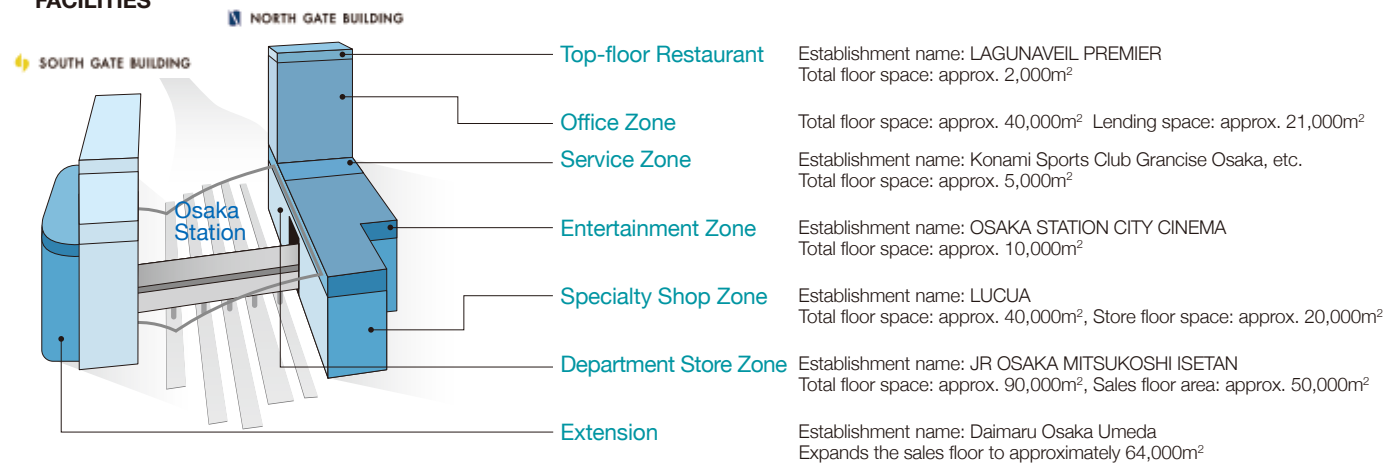 FACILITIES
NORTH GATE BUILDING
SOUTH GATE BUILDING
Osaka
Station
Top-floor Restaurant
Establishment name: LAGUNAVEIL PREMIER
Total floor space: approx. 2,000m²
Office Zone
Total floor space: approx. 40,000m² Lending space: approx. 21,000m²
Service Zone
Establishment name: Konami Sports Club Grancise Osaka, etc.
Total floor space: approx. 5,000m²
Entertainment Zone
Establishment name: OSAKA STATION CITY CINEMA
Total floor space: approx. 10,000m²
Specialty Shop Zone
Establishment name: LUCUA
Total floor space: approx. 40,000m², Store floor space: approx. 20,000m²
Department Store Zone
Establishment name: JR OSAKA MITSUKOSHI ISETAN
Total floor space: approx. 90,000m², Sales floor area: approx. 50,000m²
Extension
Establishment name: Daimaru Osaka Umeda
Expands the sales floor to approximately 64,000m²